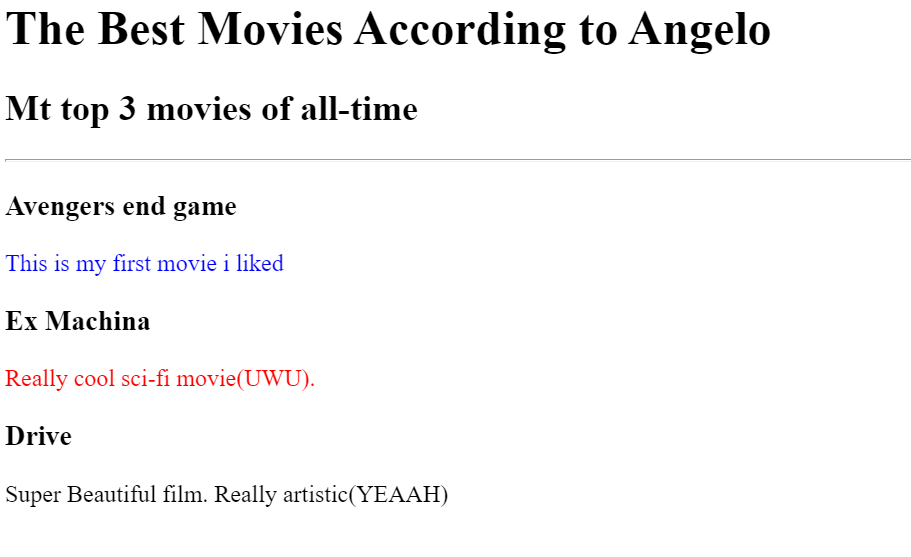 The Best Movies According to Angelo
Mt top 3 movies of all-time
Avengers end game
This is my first movie i liked
Ex Machina
Really cool sci-fi movie(UWU).
Drive
Super Beautiful film. Really artistic(YEAAH)